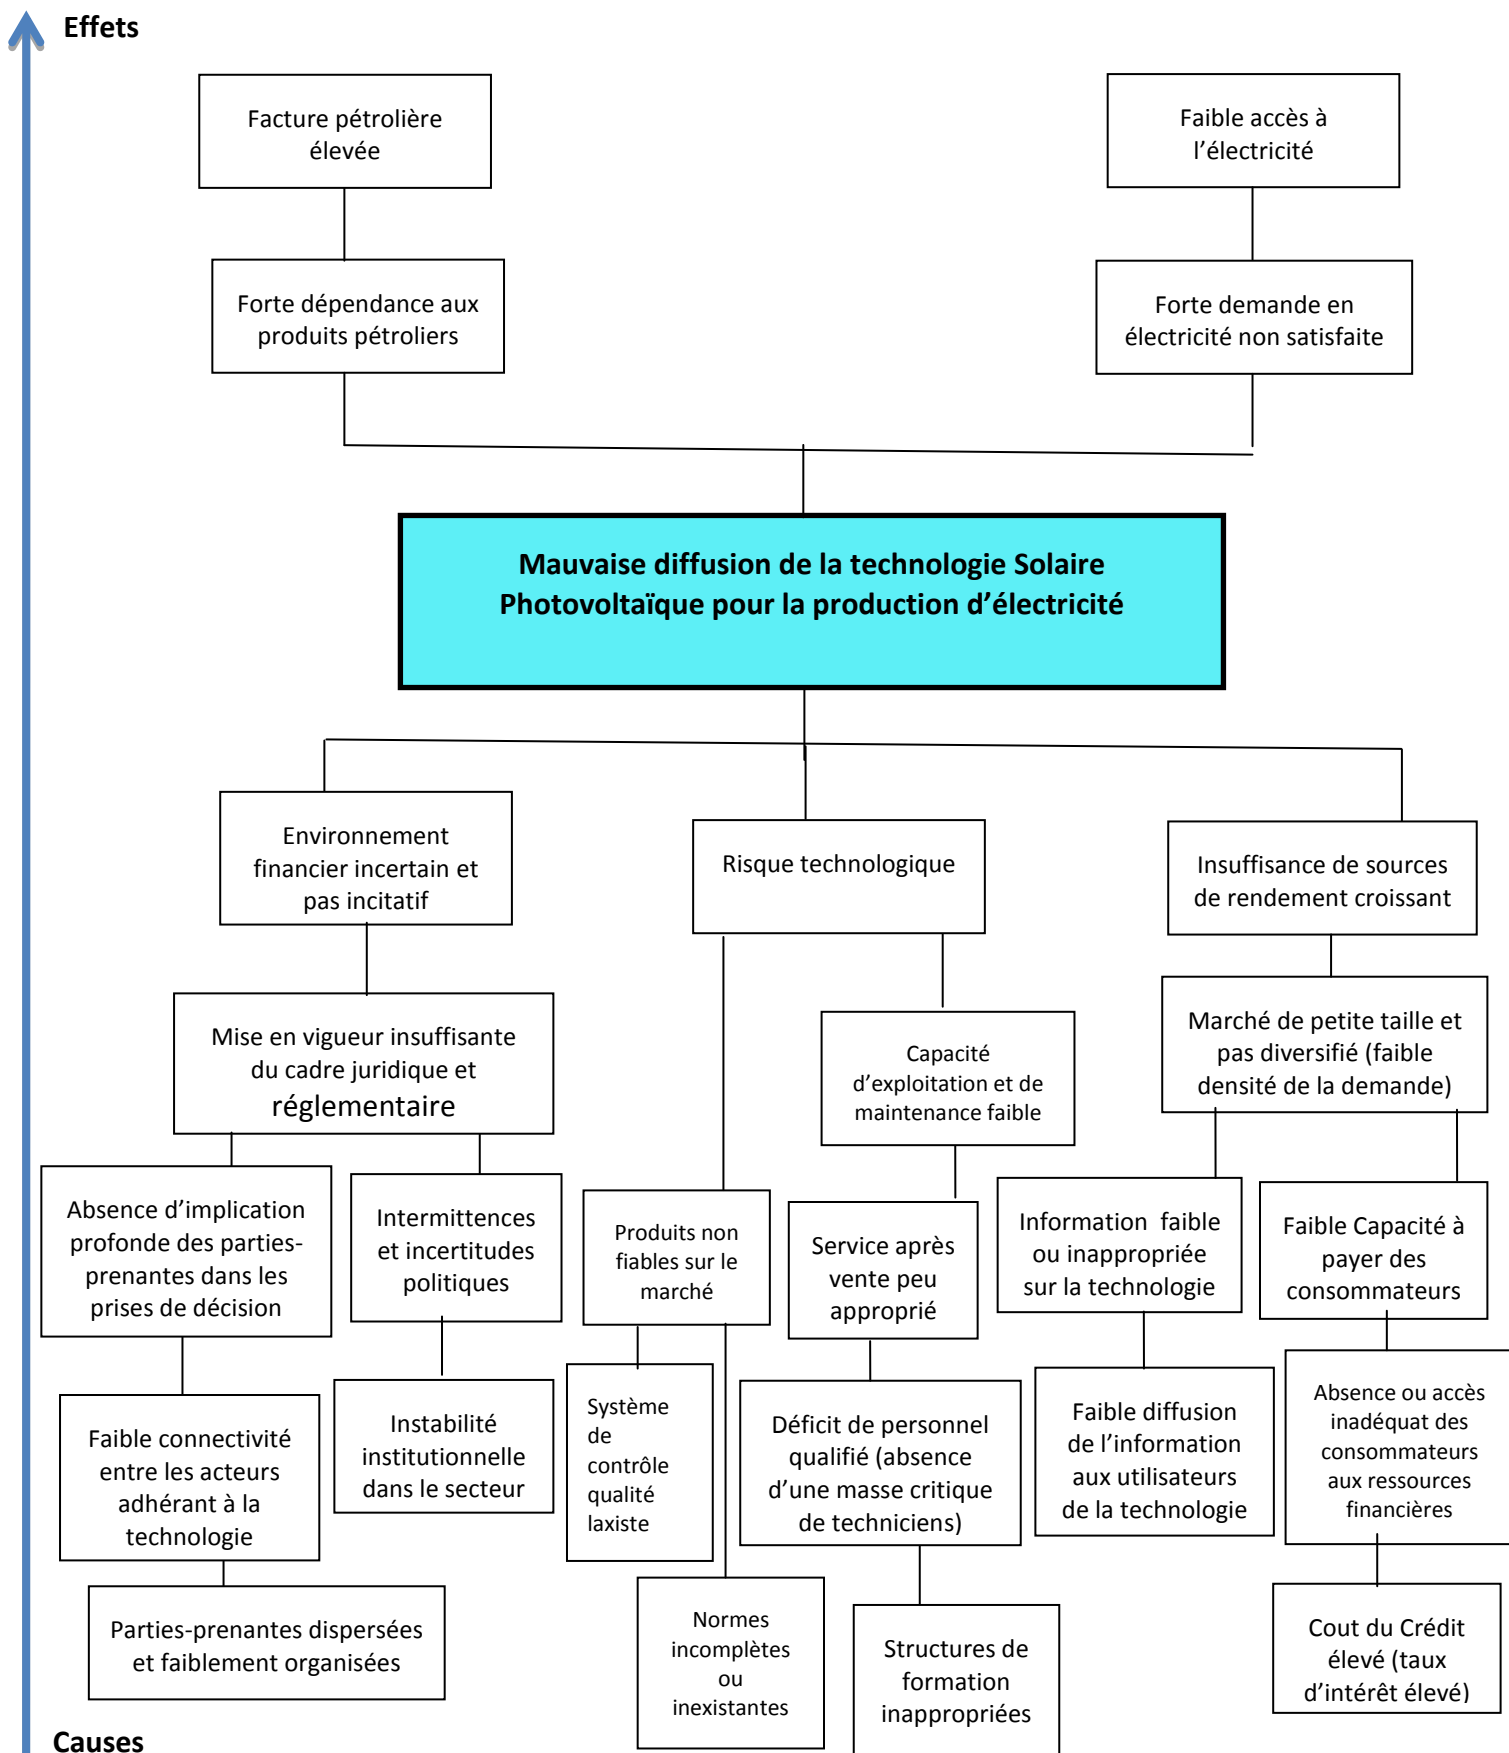 Effets
Facture pétrolière
élevée
Faible accès à
l’électricité
Forte dépendance aux
produits pétroliers
Forte demande en
électricité non satisfaite
Mauvaise diffusion de la technologie Solaire
Photovoltaïque pour la production d’électricité
Environnement
financier incertain et
pas incitatif
Risque technologique
Insuffisance de sources
de rendement croissant
Mise en vigueur insuffisante
du cadre juridique et
réglementaire
Capacité
d’exploitation et de
maintenance faible
Marché de petite taille et
pas diversifié (faible
densité de la demande)
Absence d’implication
profonde des parties-
prenantes dans les
prises de décision
Intermittences
et incertitudes
politiques
Produits non
fiables sur le
marché
Service après
vente peu
approprié
Information  faible
ou inappropriée
sur la technologie
Faible Capacité à
payer des
consommateurs
Faible connectivité
entre les acteurs
adhérant à la
technologie
Instabilité
institutionnelle
dans le secteur
Système
de
contrôle
qualité
laxiste
Déficit de personnel
qualifié (absence
d’une masse critique
de techniciens)
Faible diffusion
de l’information
aux utilisateurs
de la technologie
Absence ou accès
inadéquat des
consommateurs
aux ressources
financières
Parties-prenantes dispersées
et faiblement organisées
Normes
incomplètes
ou
inexistantes
Structures de
formation
inappropriées
Cout du Crédit
élevé (taux
d’intérêt élevé)
Causes